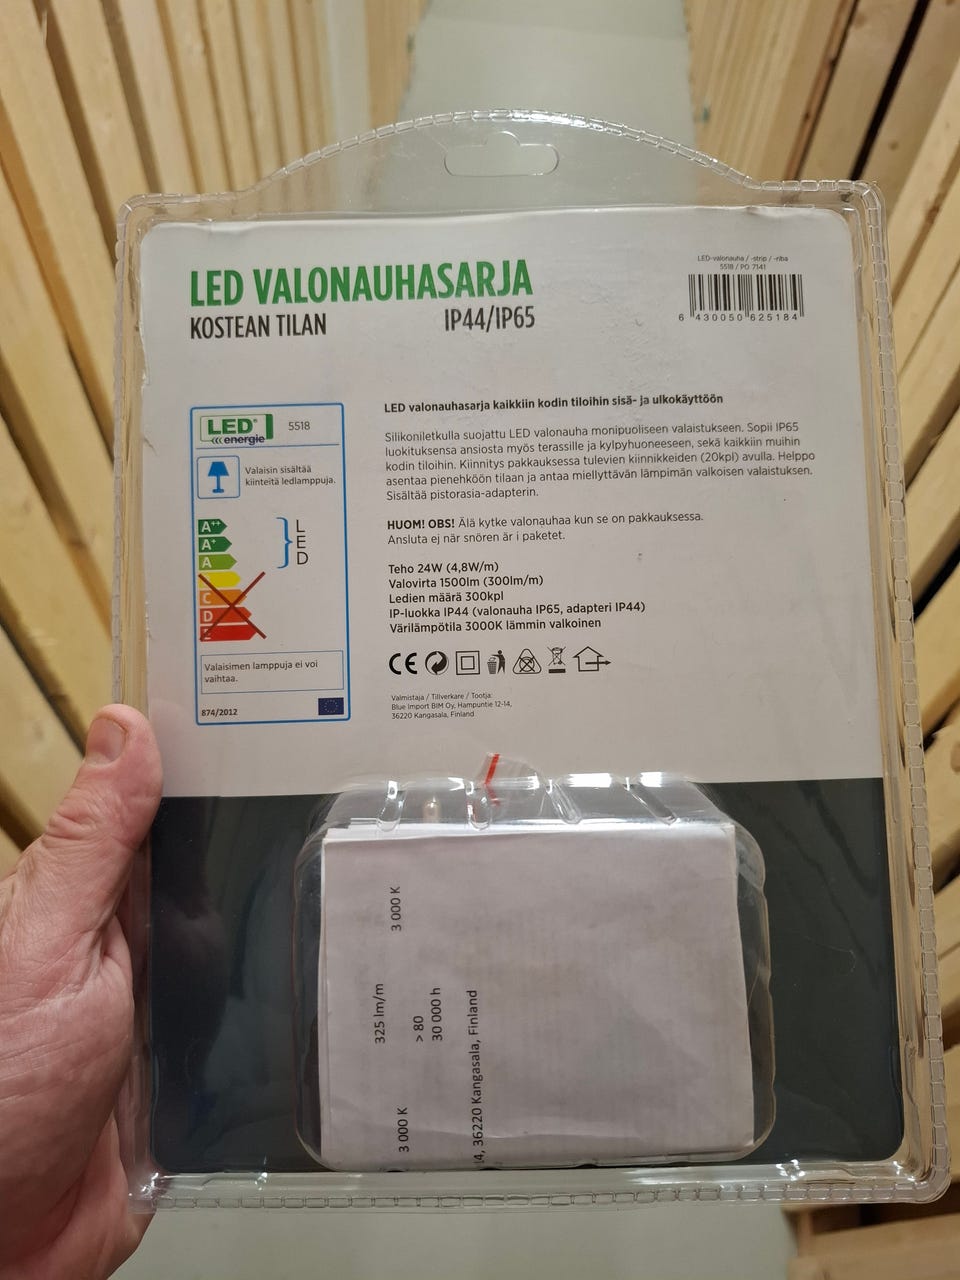 LED VALONAUHASARJA
KOSTEAN TILAN IP44/IP65
LED-valonauha / -strip / -riba
5518 / PO 7141
6 430050 625184
LED energie 5518
Valaisin sisältää
kiinteitä ledlamppuja.
A++
A+
A
C
D
E
LED
Valaisimen lamppuja ei voi
vaihtaa.
874/2012
LED valonauhasarja kaikkiin kodin tiloihin sisä- ja ulkokäyttöön
Silikoniletkulla suojattu LED valonauha monipuoliseen valaistukseen. Sopii IP65
luokituksensa ansiosta myös terassille ja kylpyhuoneeseen, sekä kaikkiin muihin
kodin tiloihin. Kiinnitys pakkauksessa tulevien kiinnikkeiden (20kpl) avulla. Helppo
asentaa pienehköön tilaan ja antaa miellyttävän lämpimän valkoisen valaistuksen.
Sisältää pistorasia-adapterin.
HUOM! OBS! Älä kytke valonauhaa kun se on pakkauksessa.
Ansluta ej när snören är i paketet.
Teho 24W (4,8W/m)
Valovirta 1500lm (300lm/m)
Ledien määrä 300kpl
IP-luokka IP44 (valonauha IP65, adapteri IP44)
Värilämpötila 3000K lämmin valkoinen
CE
Valmistaja / Tillverkare / Tootja:
Blue Import BIM Oy, Hampuntie 12-14,
36220 Kangasala, Finland
325 lm/m
3 000 K 3 000 K
> 80
30 000 h
14, 36220 Kangasala, Finland